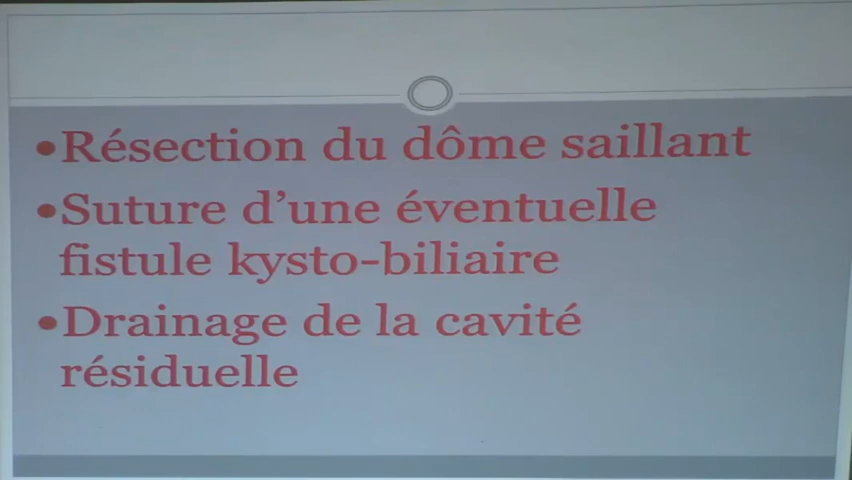 •Résection du dôme saillant
•Suture d’une éventuelle
fistule kysto-biliaire
•Drainage de la cavité
résiduelle